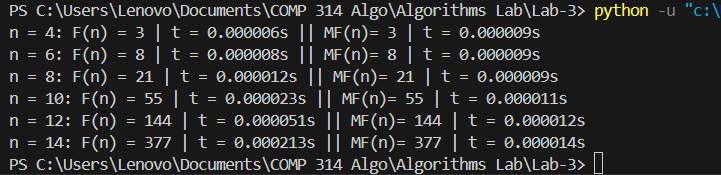 PS C:\Users\Lenovo\Documents\COMP 314 Algo\Algorithms Lab\Lab-3> python -u "c:\
n = 4: F(n) = 3 | t = 0.000006s || MF(n)= 3 | t = 0.000009s
n = 6: F(n) = 8 | t = 0.000008s || MF(n)= 8 | t = 0.000009s
n = 8: F(n) = 21 | t = 0.000012s || MF(n)= 21 | t = 0.000009s
n = 10: F(n) = 55 | t = 0.000023s || MF(n)= 55 | t = 0.000011s
n = 12: F(n) = 144 | t = 0.000051s || MF(n)= 144 | t = 0.000012s
n = 14: F(n) = 377 | t = 0.000213s || MF(n)= 377 | t = 0.000014s
PS C:\Users\Lenovo\Documents\COMP 314 Algo\Algorithms Lab\Lab-3>